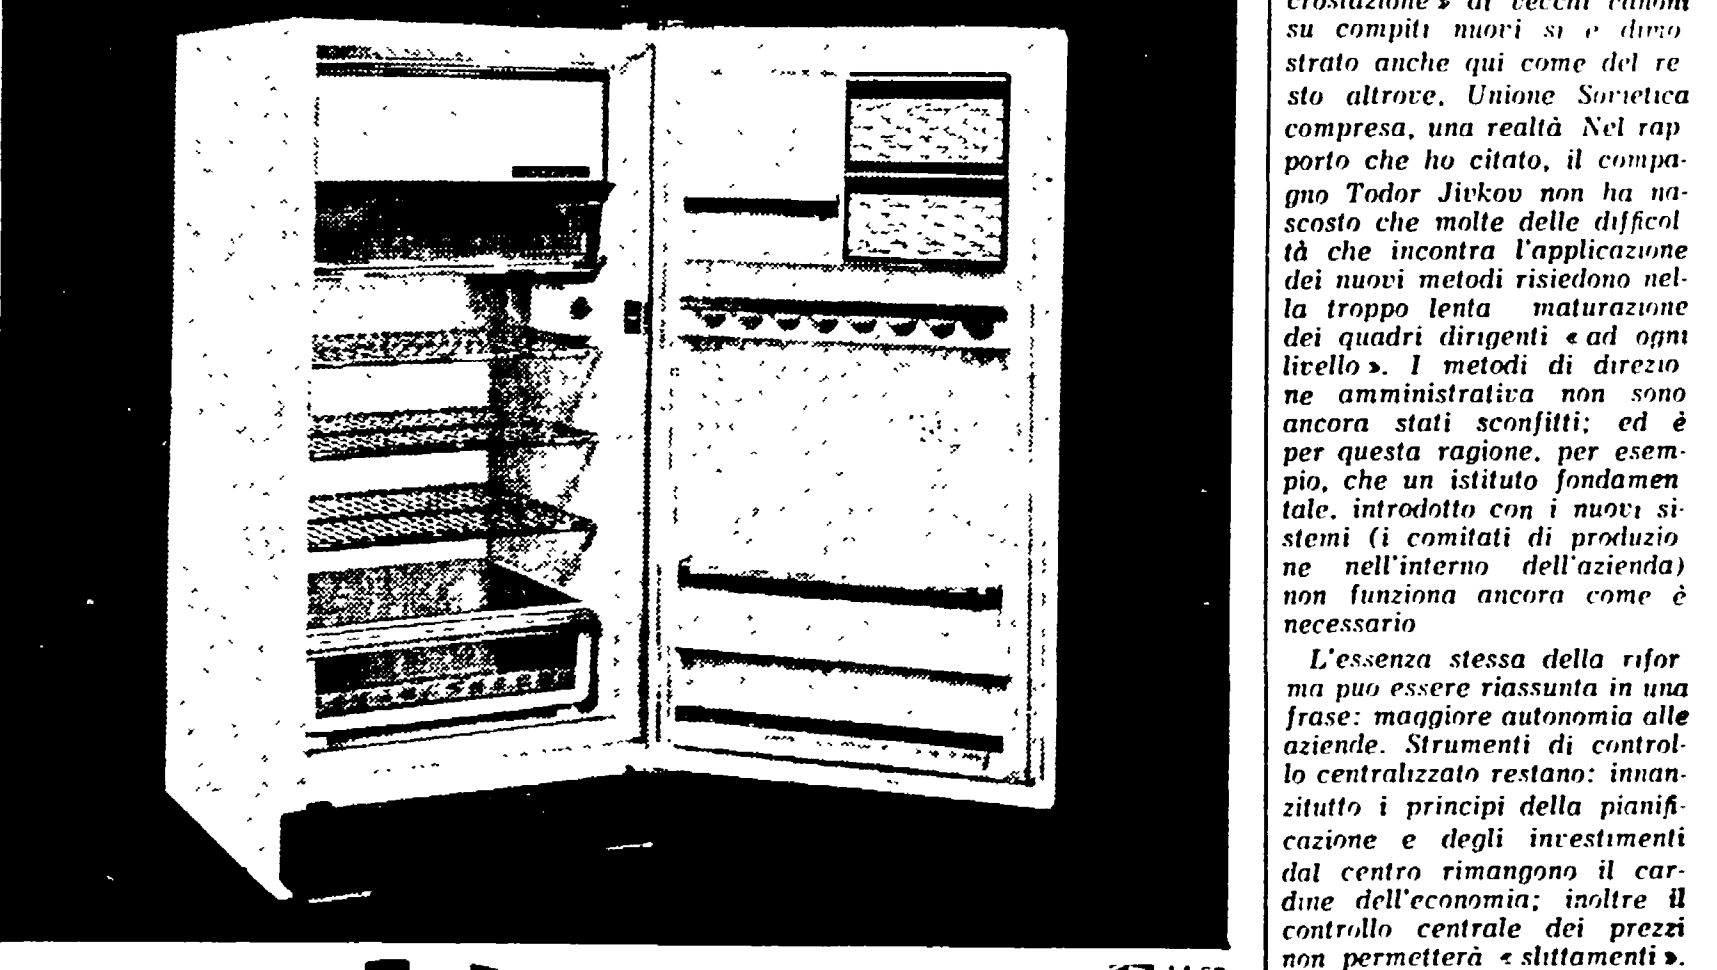 crostazione » di vecchi canoni
su compiti nuovi si è dimo
strato anche qui come del re
sto altrove, Unione Sovietica
compresa, una realtà Nel rap
porto che ho citato, il compa-
gno Todor Jivkov non ha na-
scosto che molte delle difficol
tà che incontra l'applicazione
dei nuovi metodi risiedono nel-
la troppo lenta maturazione
dei quadri dirigenti « ad ogni
livello ». I metodi di direzio
ne amministrativa non sono
ancora stati sconfitti; ed è
per questa ragione, per esem-
pio, che un istituto fondamen
tale, introdotto con i nuovi si-
stemi (i comitati di produzio
ne nell'interno dell'azienda)
non funziona ancora come è
necessario
L'essenza stessa della rifor
ma può essere riassunta in una
frase: maggiore autonomia alle
aziende. Strumenti di control-
lo centralizzato restano: innan-
zitutto i principi della pianifi-
cazione e degli investimenti
dal centro rimangono il car-
dine dell'economia; inoltre il
controllo centrale dei prezzi
non permetterà « slittamenti ».